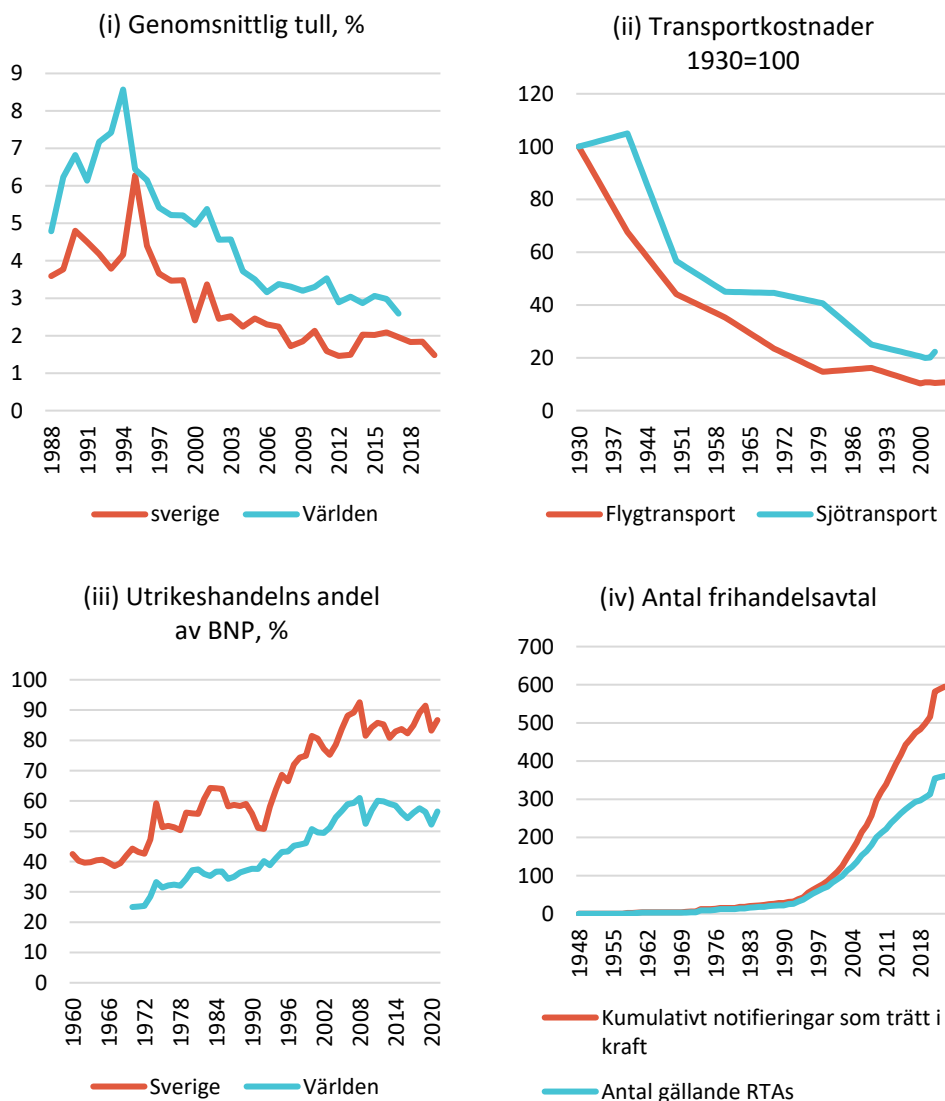 (i) Genomsnittlig tull, %
9
8
7
6
5
4
3
2
1
0
1988 1991 1994 1997 2000 2003 2006 2009 2012 2015 2018
sverige Världen
(ii) Transportkostnader
1930=100
120
100
80
60
40
20
0
1930 1937 1944 1951 1958 1965 1972 1979 1986 1993 2000
Flygtransport Sjötransport
(iii) Utrikeshandelns andel
av BNP, %
100
90
80
70
60
50
40
30
20
10
0
1960 1966 1972 1978 1984 1990 1996 2002 2008 2014 2020
Sverige Världen
(iv) Antal frihandelsavtal
700
600
500
400
300
200
100
0
1948 1955 1962 1969 1976 1983 1990 1997 2004 2011 2018
Kumulativt notifieringar som trätt i
kraft
Antal gällande RTAs